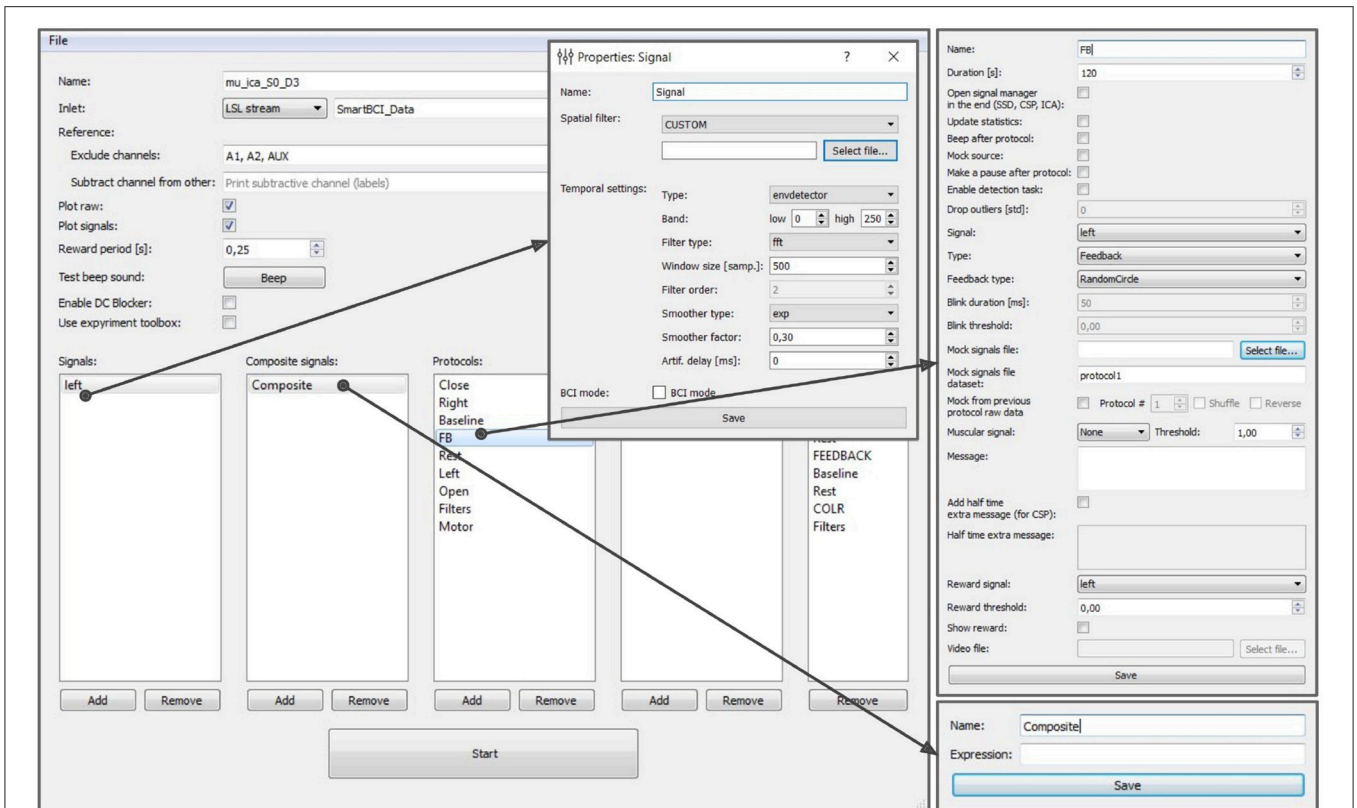 File
Name:
mu_ica_S0_D3
Inlet:
LSL stream
SmartBCI_Data
Reference:
Exclude channels:
A1, A2, AUX
Subtract channel from other:
Print subtractive channel (labels)
Plot raw:
Plot signals:
Reward period [s]:
0,25
Test beep sound:
Beep
Enable DC Blocker:
Use expyriment toolbox:
Signals:
left
Add
Remove
Composite signals:
Composite
Add
Remove
Protocols:
Close
Right
Baseline
FB
Rest
Left
Open
Filters
Motor
Add
Remove
Add
Remove
FEEDBACK
Baseline
Rest
COLR
Filters
Remove
Start
Properties: Signal
?
X
Name:
Signal
Spatial filter:
CUSTOM
Select file...
Temporal settings:
Type:
envdetector
Band:
low 0 high 250
Filter type:
fft
Window size [samp.]:
500
Filter order:
2
Smoother type:
exp
Smoother factor:
0,30
Artif. delay [ms]:
0
BCI mode:
BCI mode
Save
Name:
FB
Duration [s]:
120
Open signal manager
in the end (SSD, CSP, ICA):
Update statistics:
Beep after protocol:
Mock source:
Make a pause after protocol:
Enable detection task:
Drop outliers [std]:
0
Signal:
left
Type:
Feedback
Feedback type:
RandomCircle
Blink duration [ms]:
50
Blink threshold:
0,00
Mock signals file:
Select file...
Mock signals file
dataset:
protocol1
Mock from previous
protocol raw data
Protocol # 1 Shuffle Reverse
Muscular signal:
None
Threshold:
1,00
Message:
Add half time
extra message (for CSP):
Half time extra message:
Reward signal:
left
Reward threshold:
0,00
Show reward:
Video file:
Select file...
Save
Name:
Composite
Expression:
Save